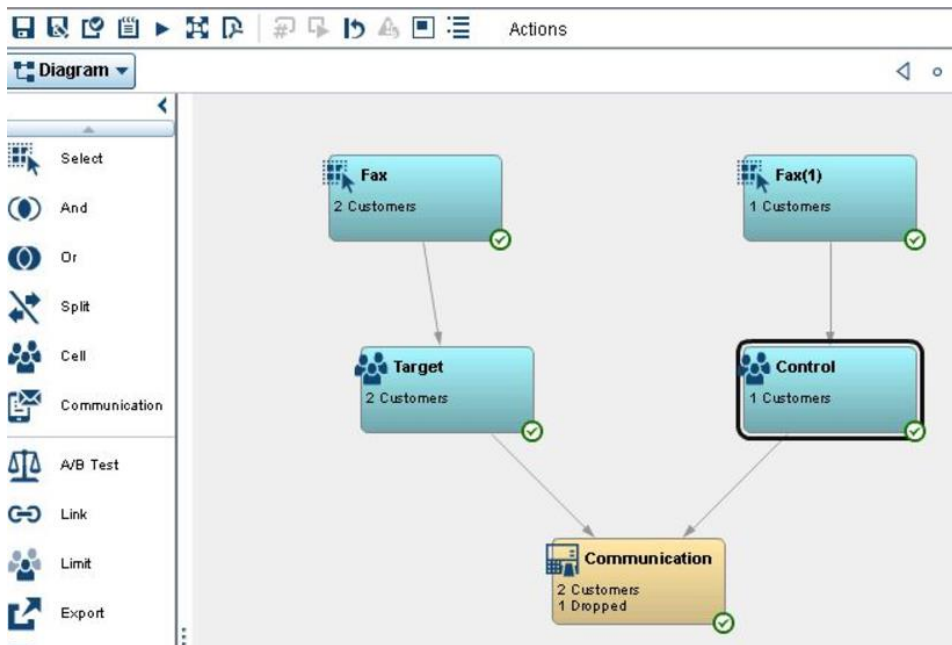 Actions
Diagram
Select
And
Or
Split
Cell
Communication
A/B Test
Link
Limit
Export
Fax
2 Customers
Fax(1)
1 Customers
Target
2 Customers
Control
1 Customers
Communication
2 Customers
1 Dropped